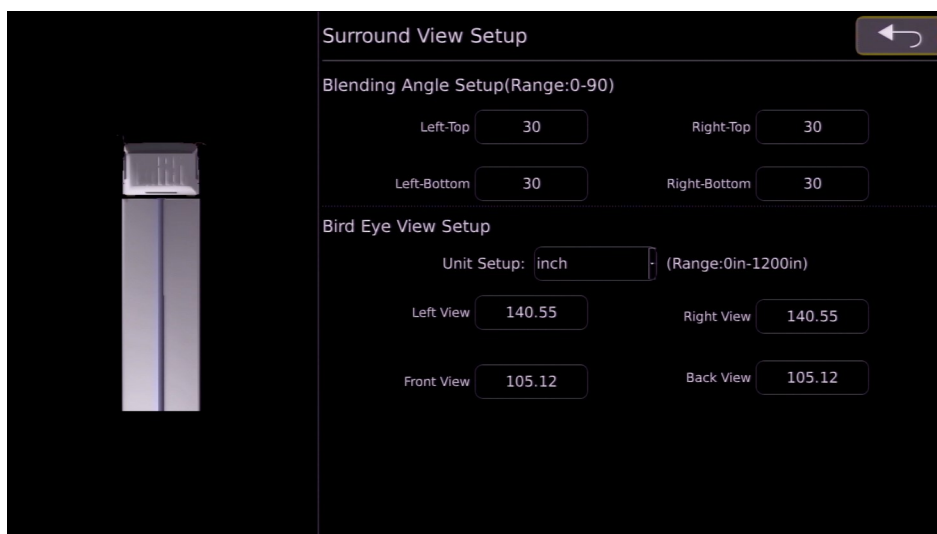 Surround View Setup
Blending Angle Setup(Range:0-90)
Left-Top 30 Right-Top 30
Left-Bottom 30 Right-Bottom 30
Bird Eye View Setup
Unit Setup: inch (Range:0in-1200in)
Left View 140.55 Right View 140.55
Front View 105.12 Back View 105.12